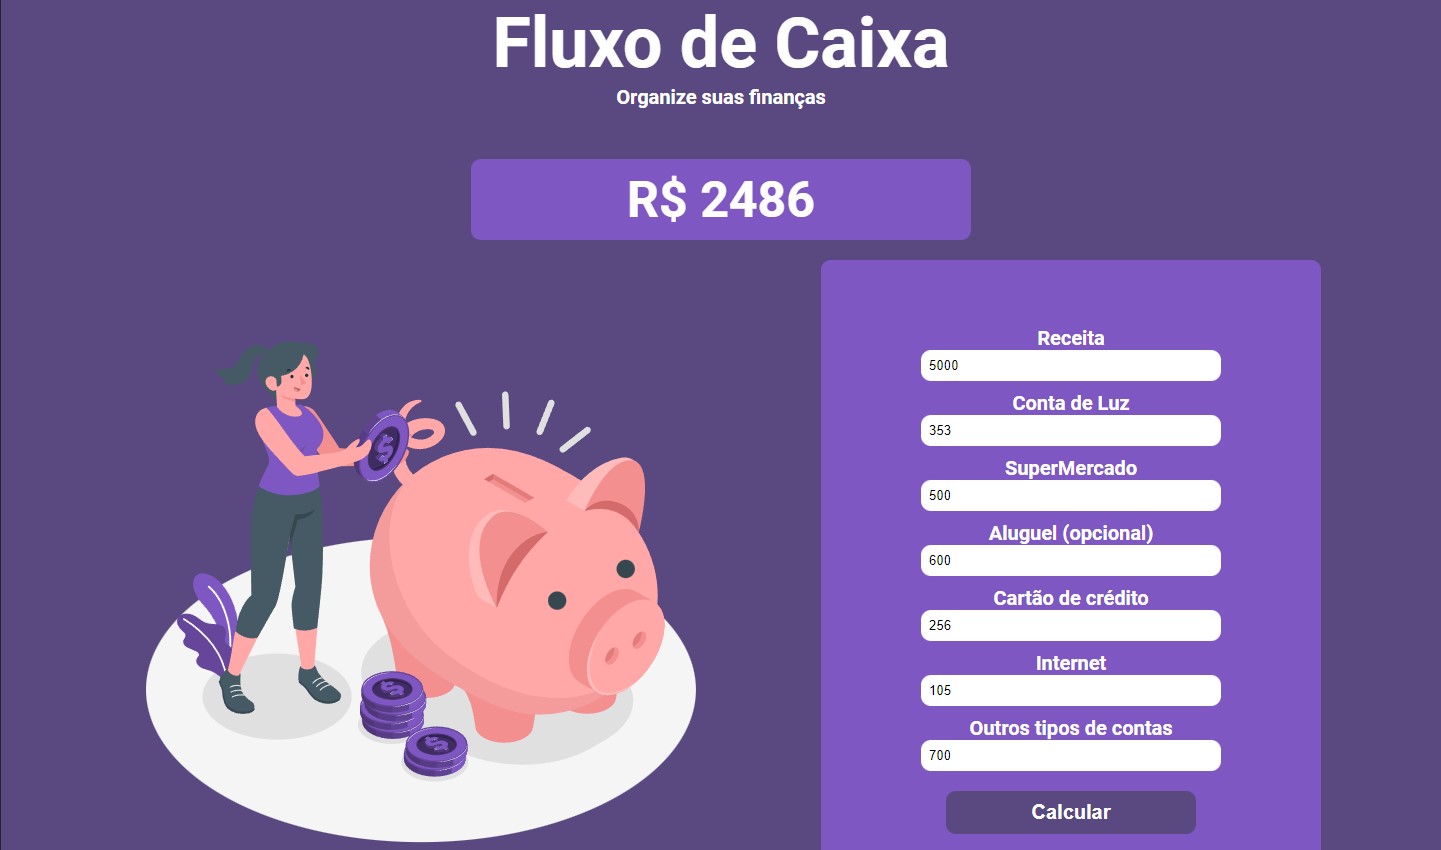 Fluxo de Caixa
Organize suas finanças
R$ 2486
Receita
5000
Conta de Luz
353
SuperMercado
500
Aluguel (opcional)
600
Cartão de crédito
256
Internet
105
Outros tipos de contas
700
Calcular
$
$
$